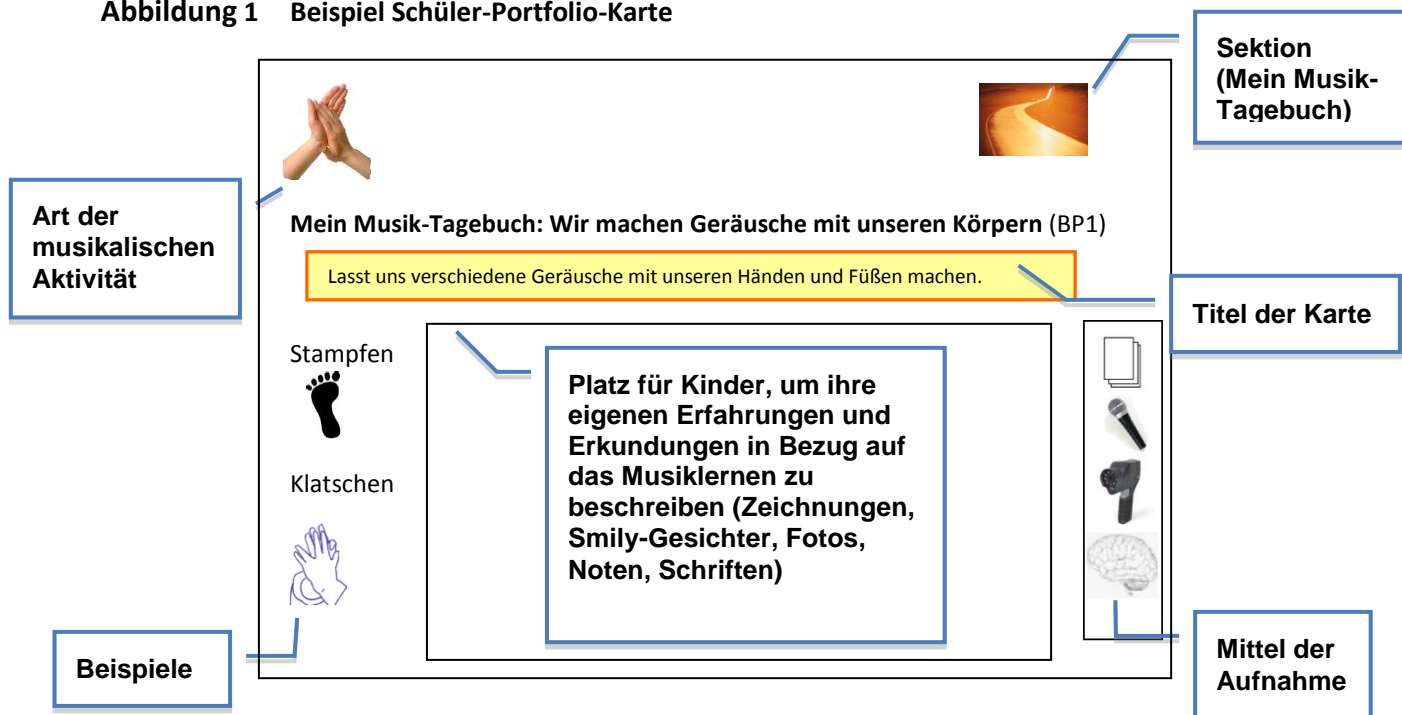 Abbildung 1 Beispiel Schüler-Portfolio-Karte
Sektion
(Mein Musik-
Tagebuch)
Art der
musikalischen
Aktivität
Mein Musik-Tagebuch: Wir machen Geräusche mit unseren Körpern (BP1)
Lasst uns verschiedene Geräusche mit unseren Händen und Füßen machen.
Titel der Karte
Stampfen
Klatschen
Platz für Kinder, um ihre
eigenen Erfahrungen und
Erkundungen in Bezug auf
das Musiklernen zu
beschreiben (Zeichnungen,
Smily-Gesichter, Fotos,
Noten, Schriften)
Beispiele
Mittel der
Aufnahme